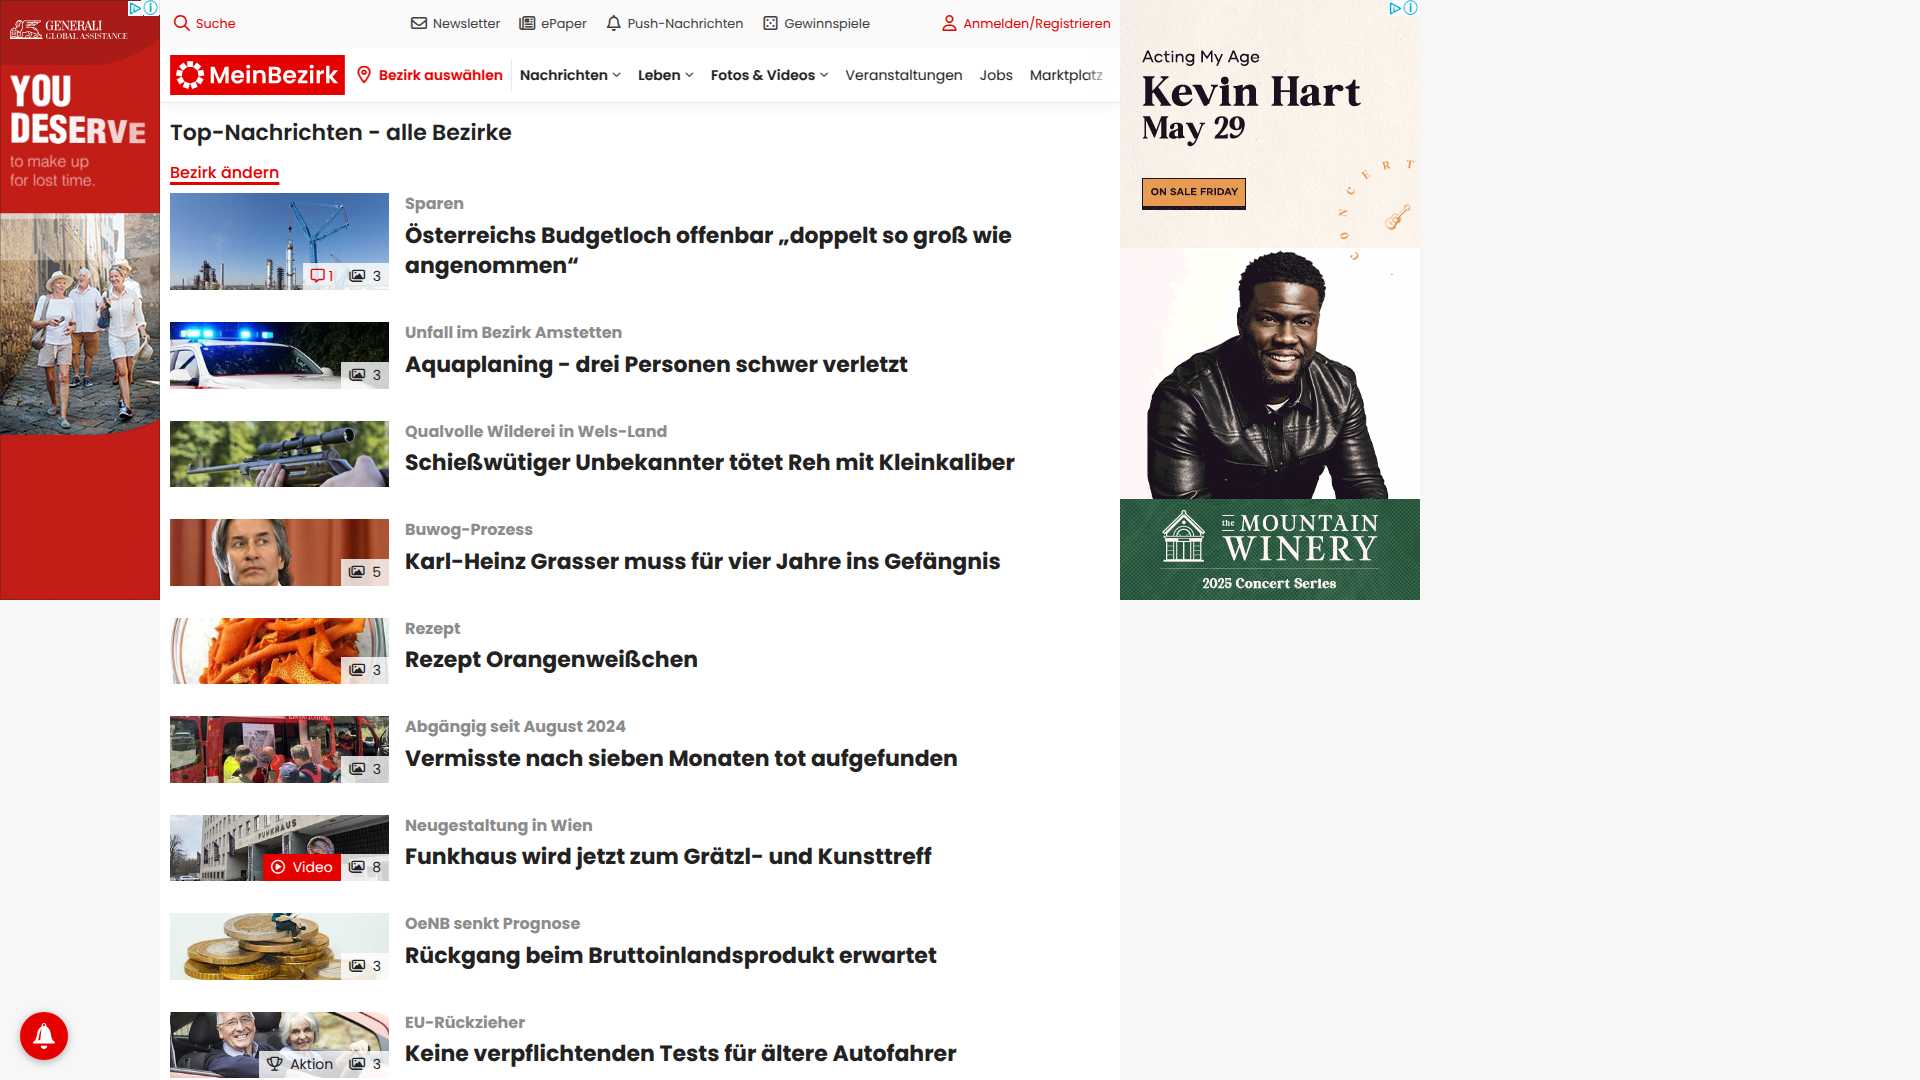 GENERALI
GLOBAL ASSISTANCE
YOU
DESERVE
to make up
for lost time.
Suche
Newsletter
ePaper
Push-Nachrichten
Gewinnspiele
Anmelden/Registrieren
MeinBezirk
Bezirk auswählen
Nachrichten
Leben
Fotos & Videos
Veranstaltungen
Jobs
Marktplatz
Top-Nachrichten - alle Bezirke
Bezirk ändern
1
3
Sparen
Österreichs Budgetloch offenbar „doppelt so groß wie
angenommen“
3
Unfall im Bezirk Amstetten
Aquaplaning - drei Personen schwer verletzt
Qualvolle Wilderei in Wels-Land
Schießwütiger Unbekannter tötet Reh mit Kleinkaliber
5
Buwog-Prozess
Karl-Heinz Grasser muss für vier Jahre ins Gefängnis
3
Rezept
Rezept Orangenweißchen
3
Abgängig seit August 2024
Vermisste nach sieben Monaten tot aufgefunden
FUNKHAUS
Video
8
Neugestaltung in Wien
Funkhaus wird jetzt zum Grätzl- und Kunsttreff
3
OeNB senkt Prognose
Rückgang beim Bruttoinlandsprodukt erwartet
Aktion
3
EU-Rückzieher
Keine verpflichtenden Tests für ältere Autofahrer
Acting My Age
Kevin Hart
May 29
ON SALE FRIDAY
CONCERT
the MOUNTAIN
WINERY
2025 Concert Series